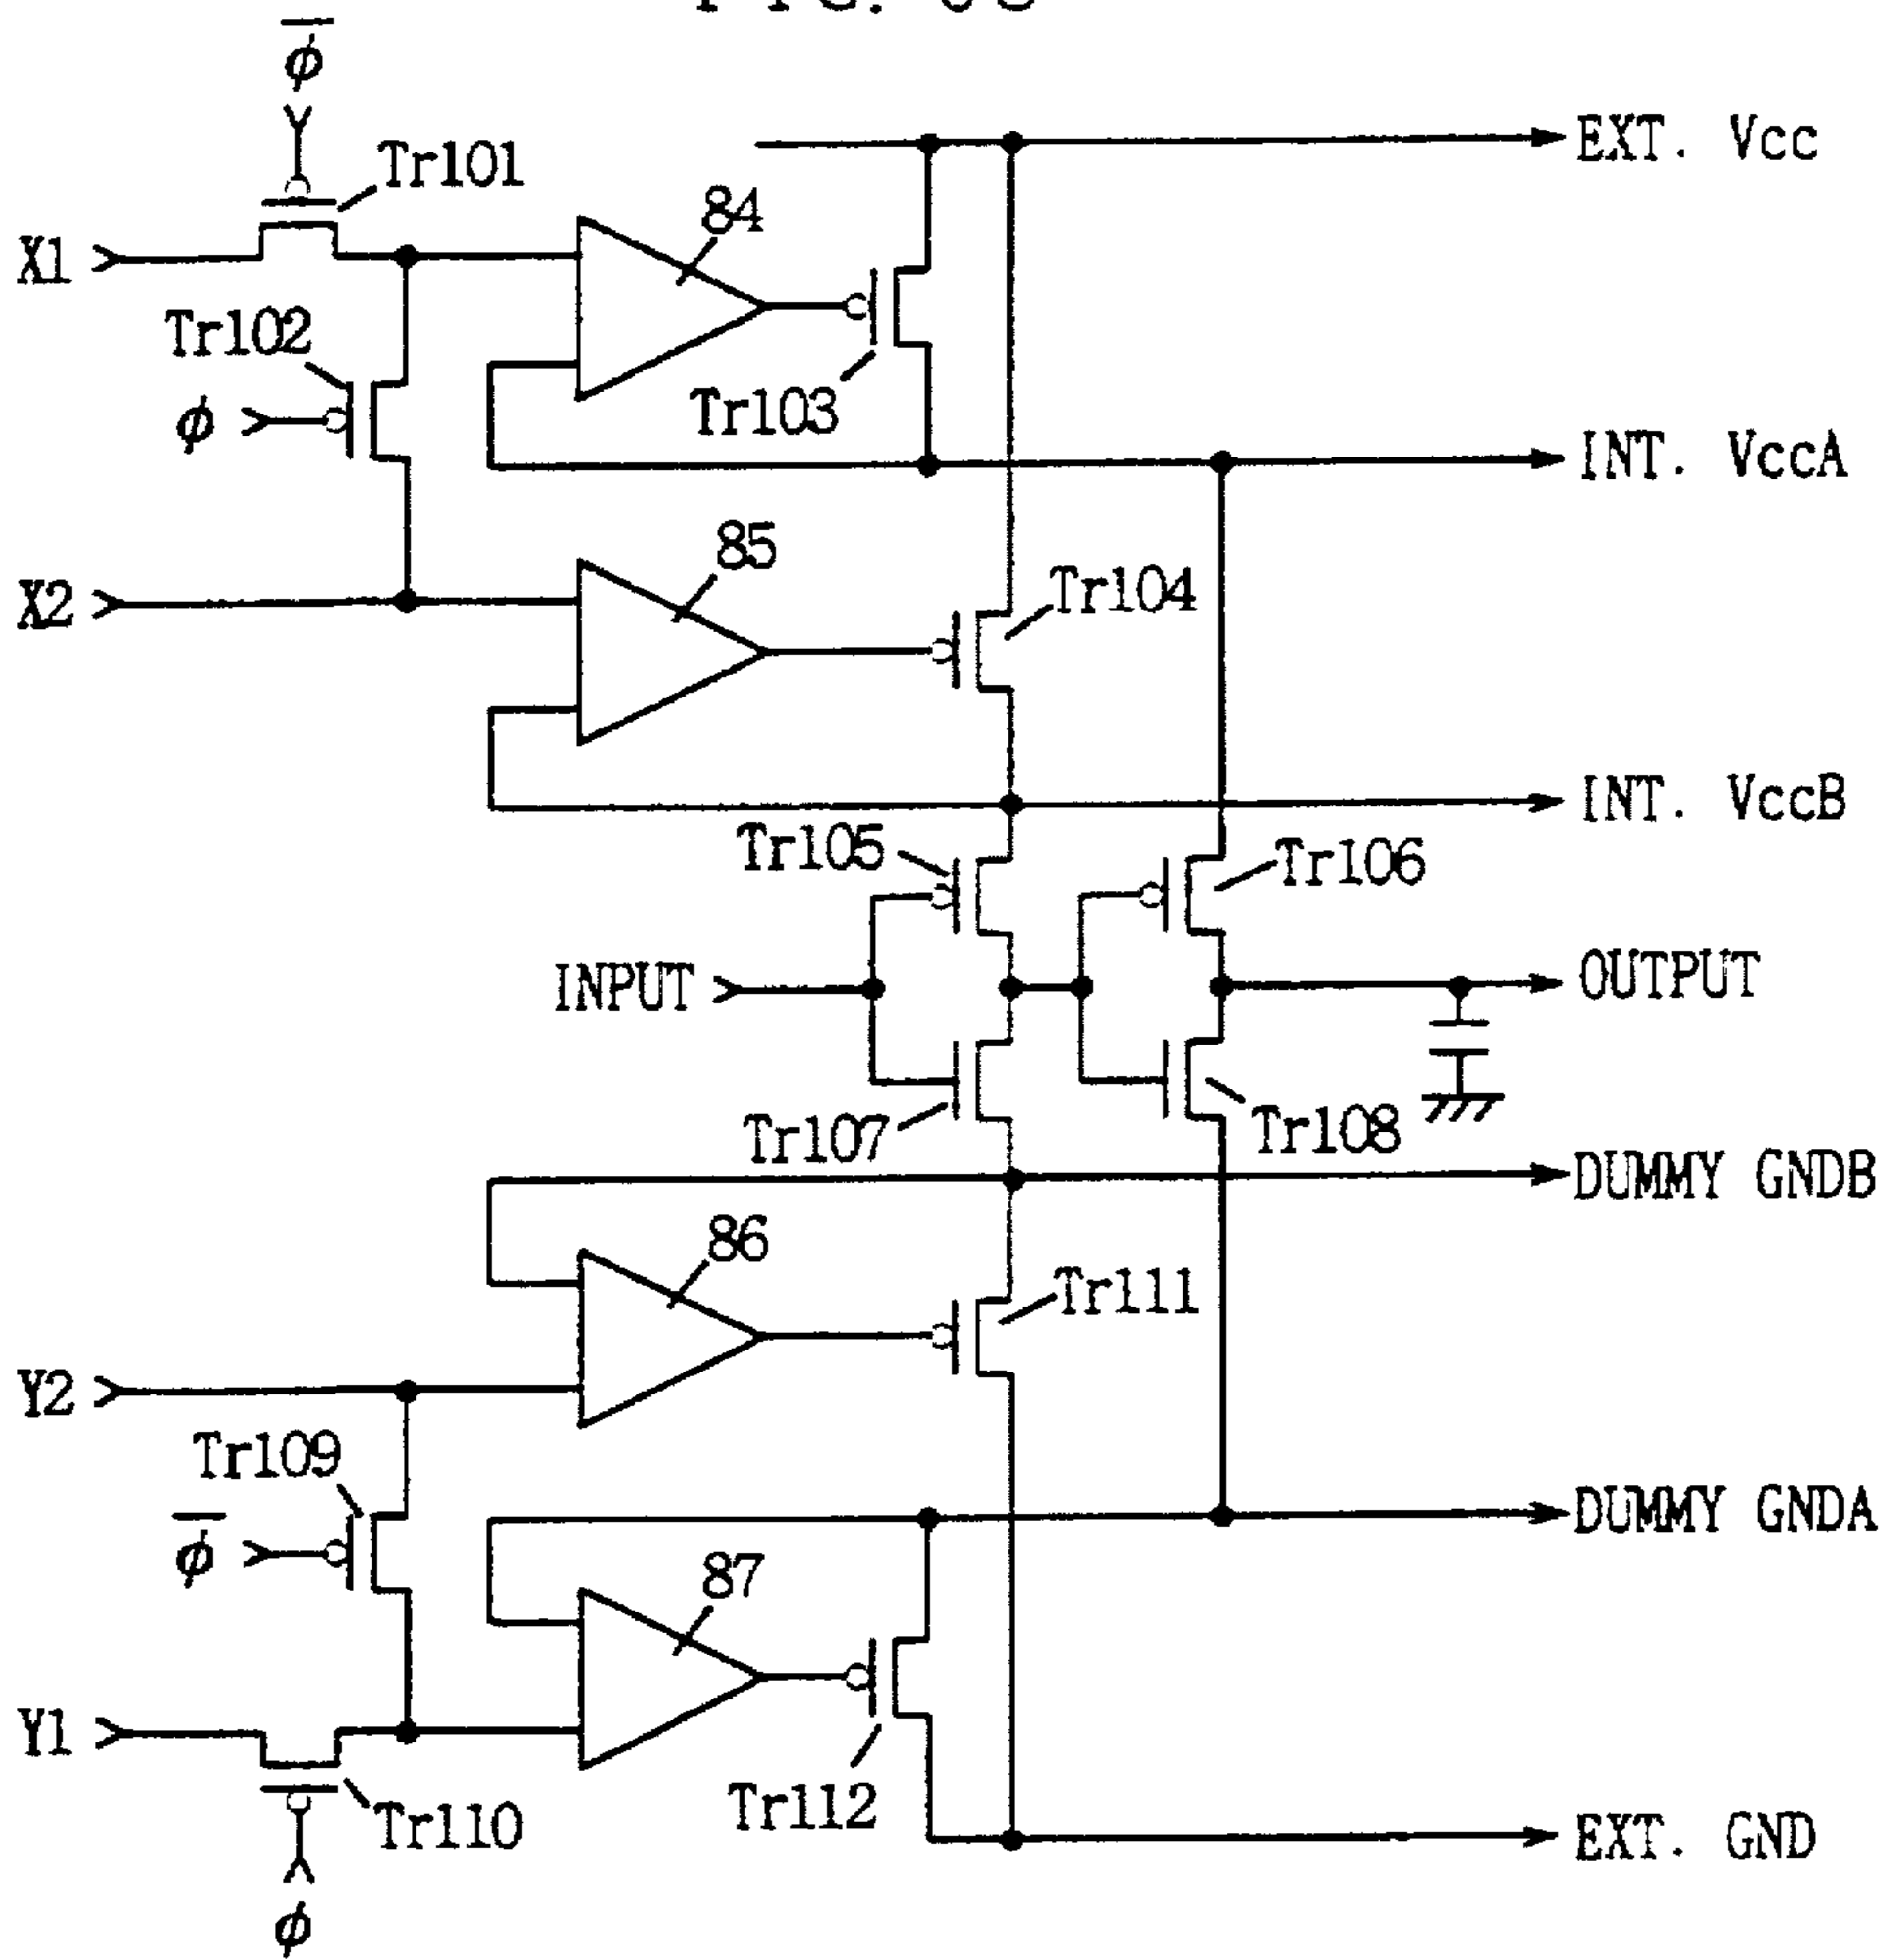 φ̅
EXT. Vcc
Tr101
84
X1
Tr102
Tr103
φ
INT. VccA
85
Tr104
X2
INT. VccB
Tr105
Tr106
INPUT
OUTPUT
Tr107
Tr108
DUMMY GNDB
86
Tr111
Y2
Tr109
DUMMY GNDA
φ̅
87
Y1
Tr110
Tr112
EXT. GND
φ